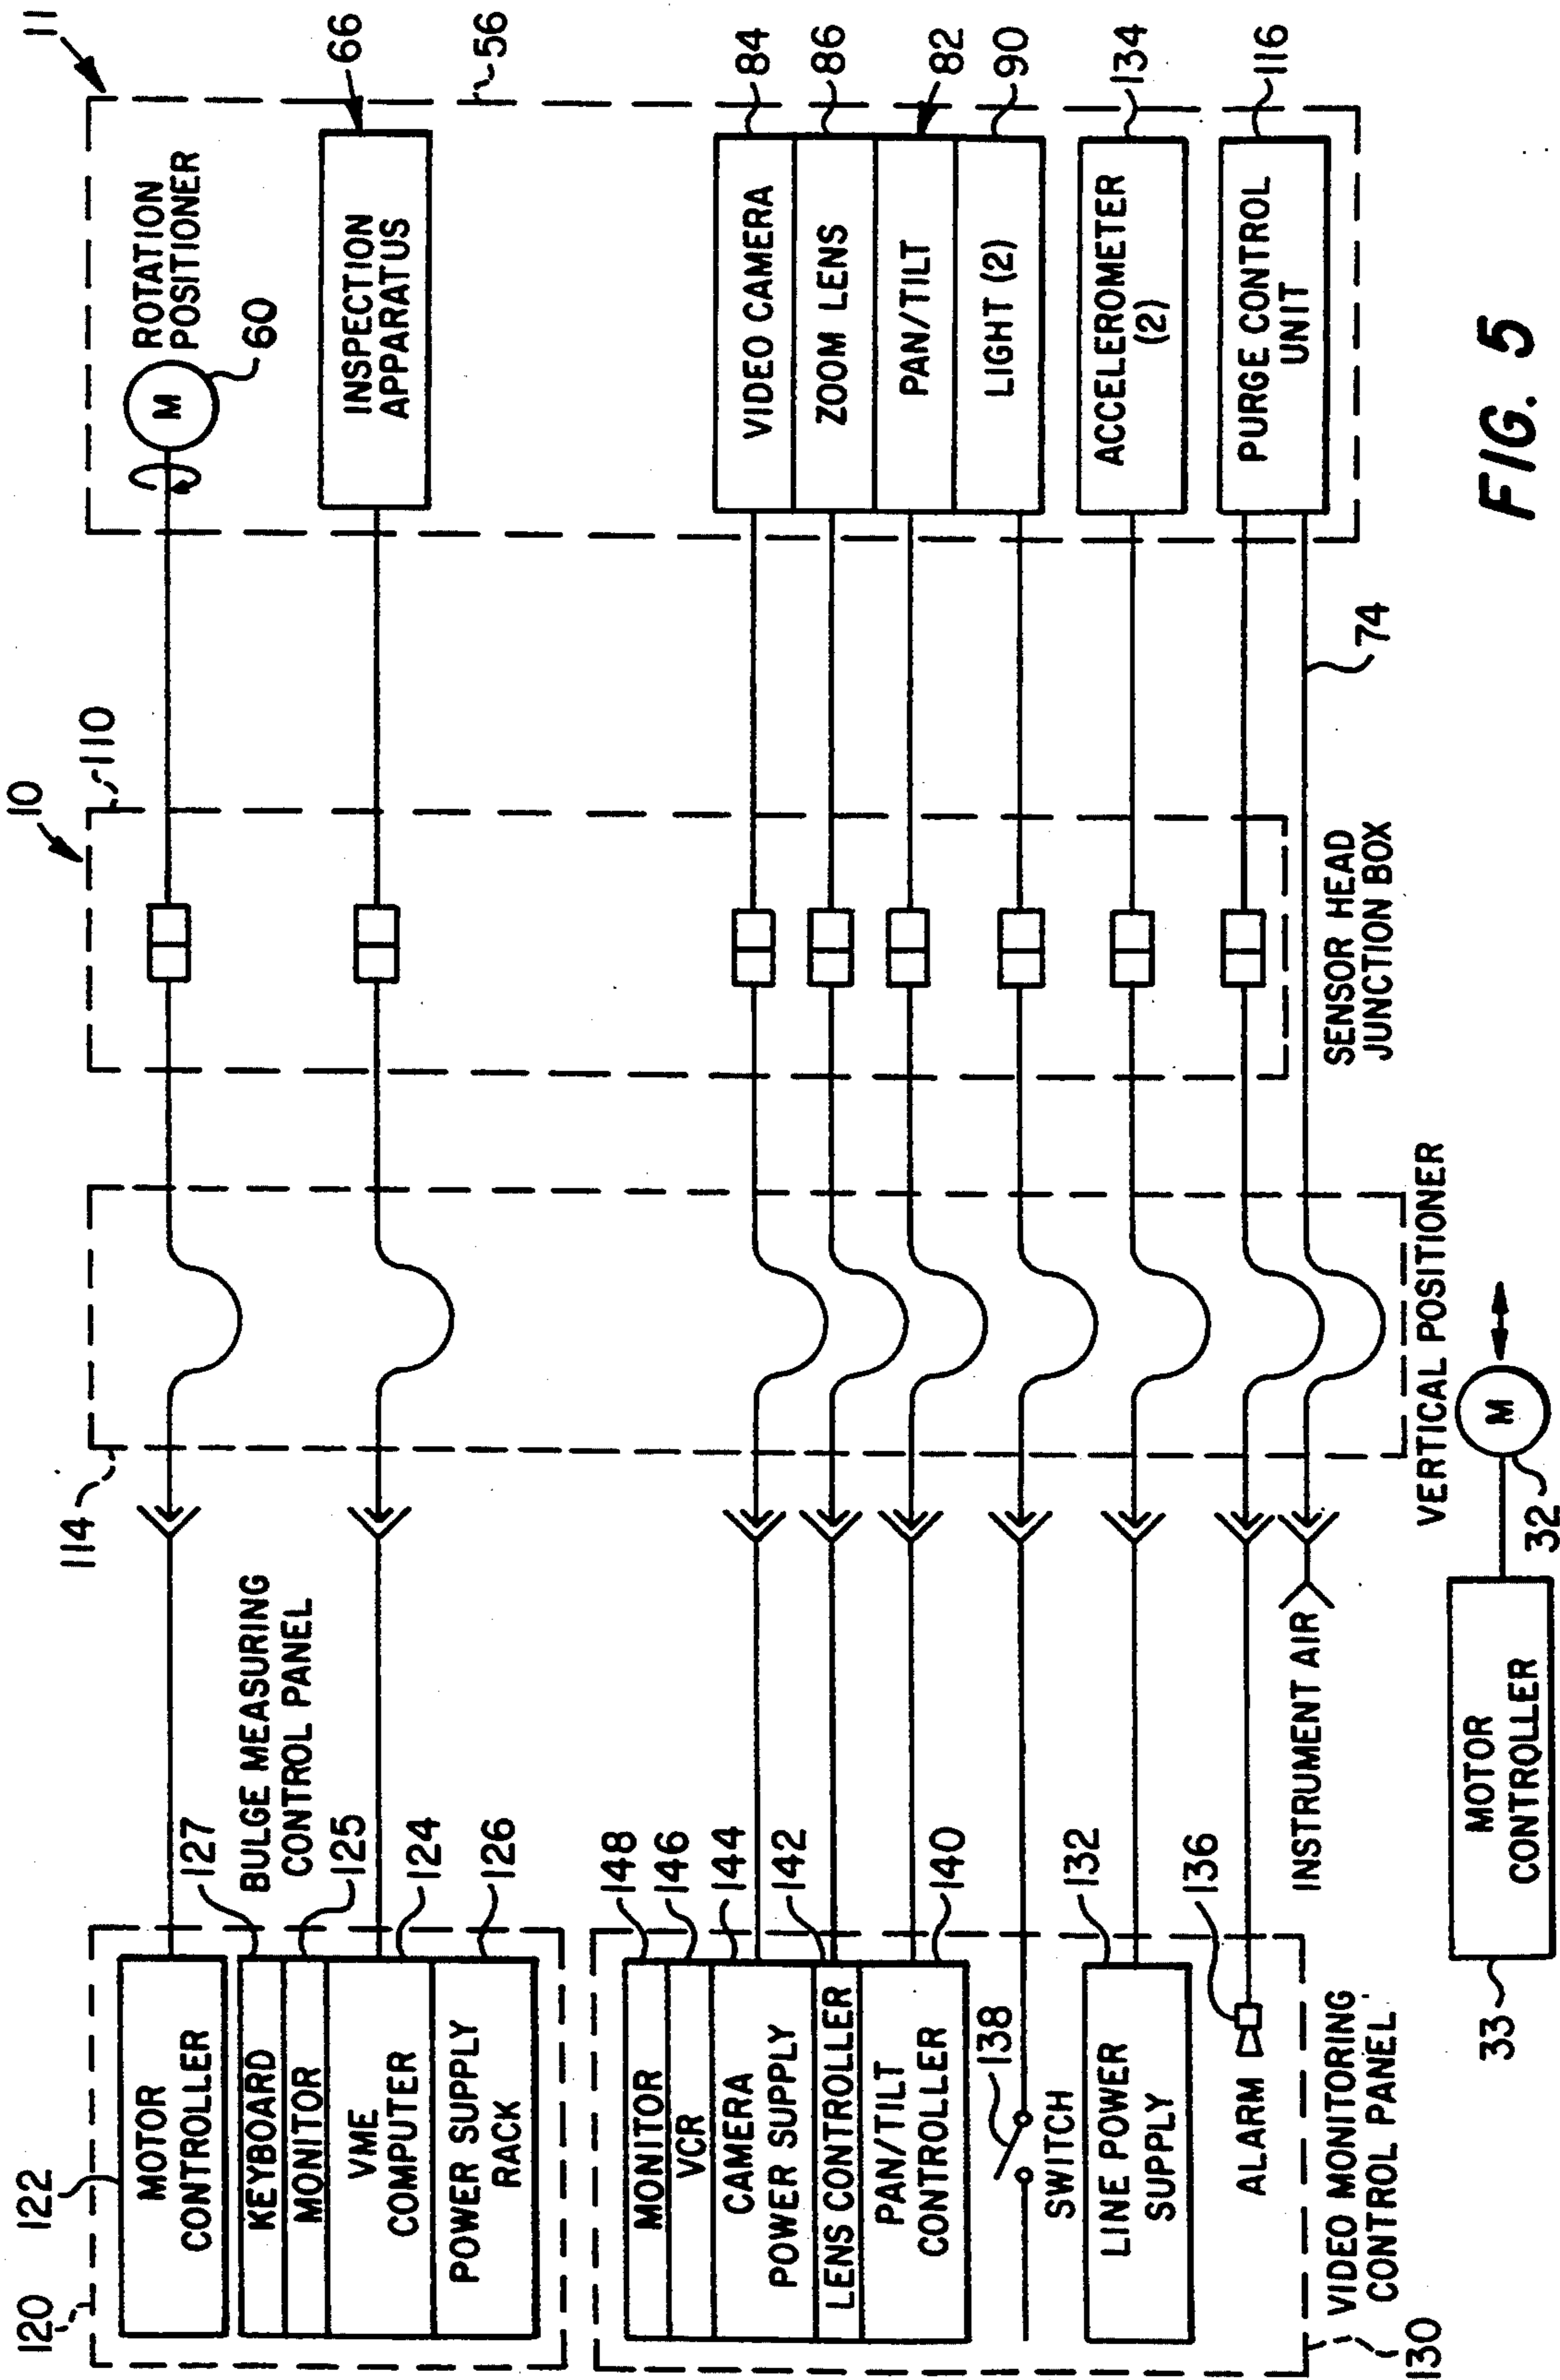 120
122
MOTOR
CONTROLLER
KEYBOARD
MONITOR
VME
COMPUTER
POWER SUPPLY
RACK
127
BULGE MEASURING
CONTROL PANEL
125
124
126
114
10
110
11
ROTATION
POSITIONER
M
60
INSPECTION
APPARATUS
66
56
MONITOR
VCR
CAMERA
POWER SUPPLY
LENS CONTROLLER
PAN/TILT
CONTROLLER
148
146
144
142
140
138
SWITCH
LINE POWER
SUPPLY
132
ALARM
136
VIDEO MONITORING
CONTROL PANEL
130
INSTRUMENT AIR
VERTICAL POSITIONER
SENSOR HEAD
JUNCTION BOX
74
VIDEO CAMERA
84
ZOOM LENS
86
PAN/TILT
82
LIGHT (2)
90
ACCELEROMETER
(2)
134
PURGE CONTROL
UNIT
116
33
MOTOR
CONTROLLER
M
32
FIG. 5